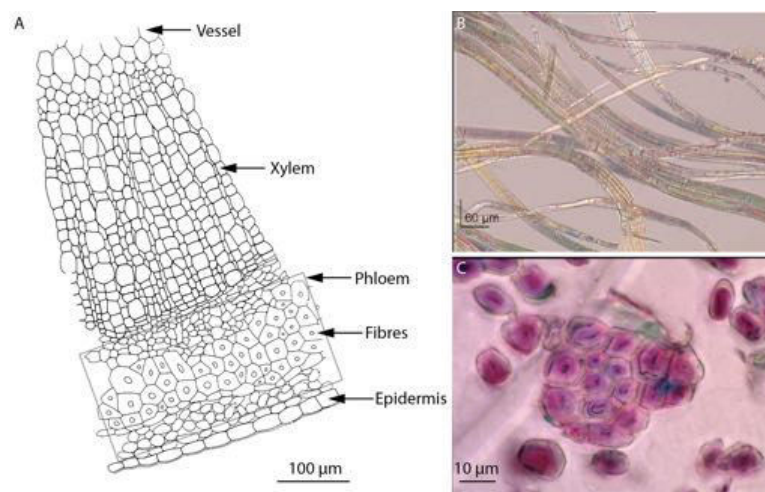 A
Vessel
Xylem
Phloem
Fibres
Epidermis
100 µm
B
60 µm
C
10 µm